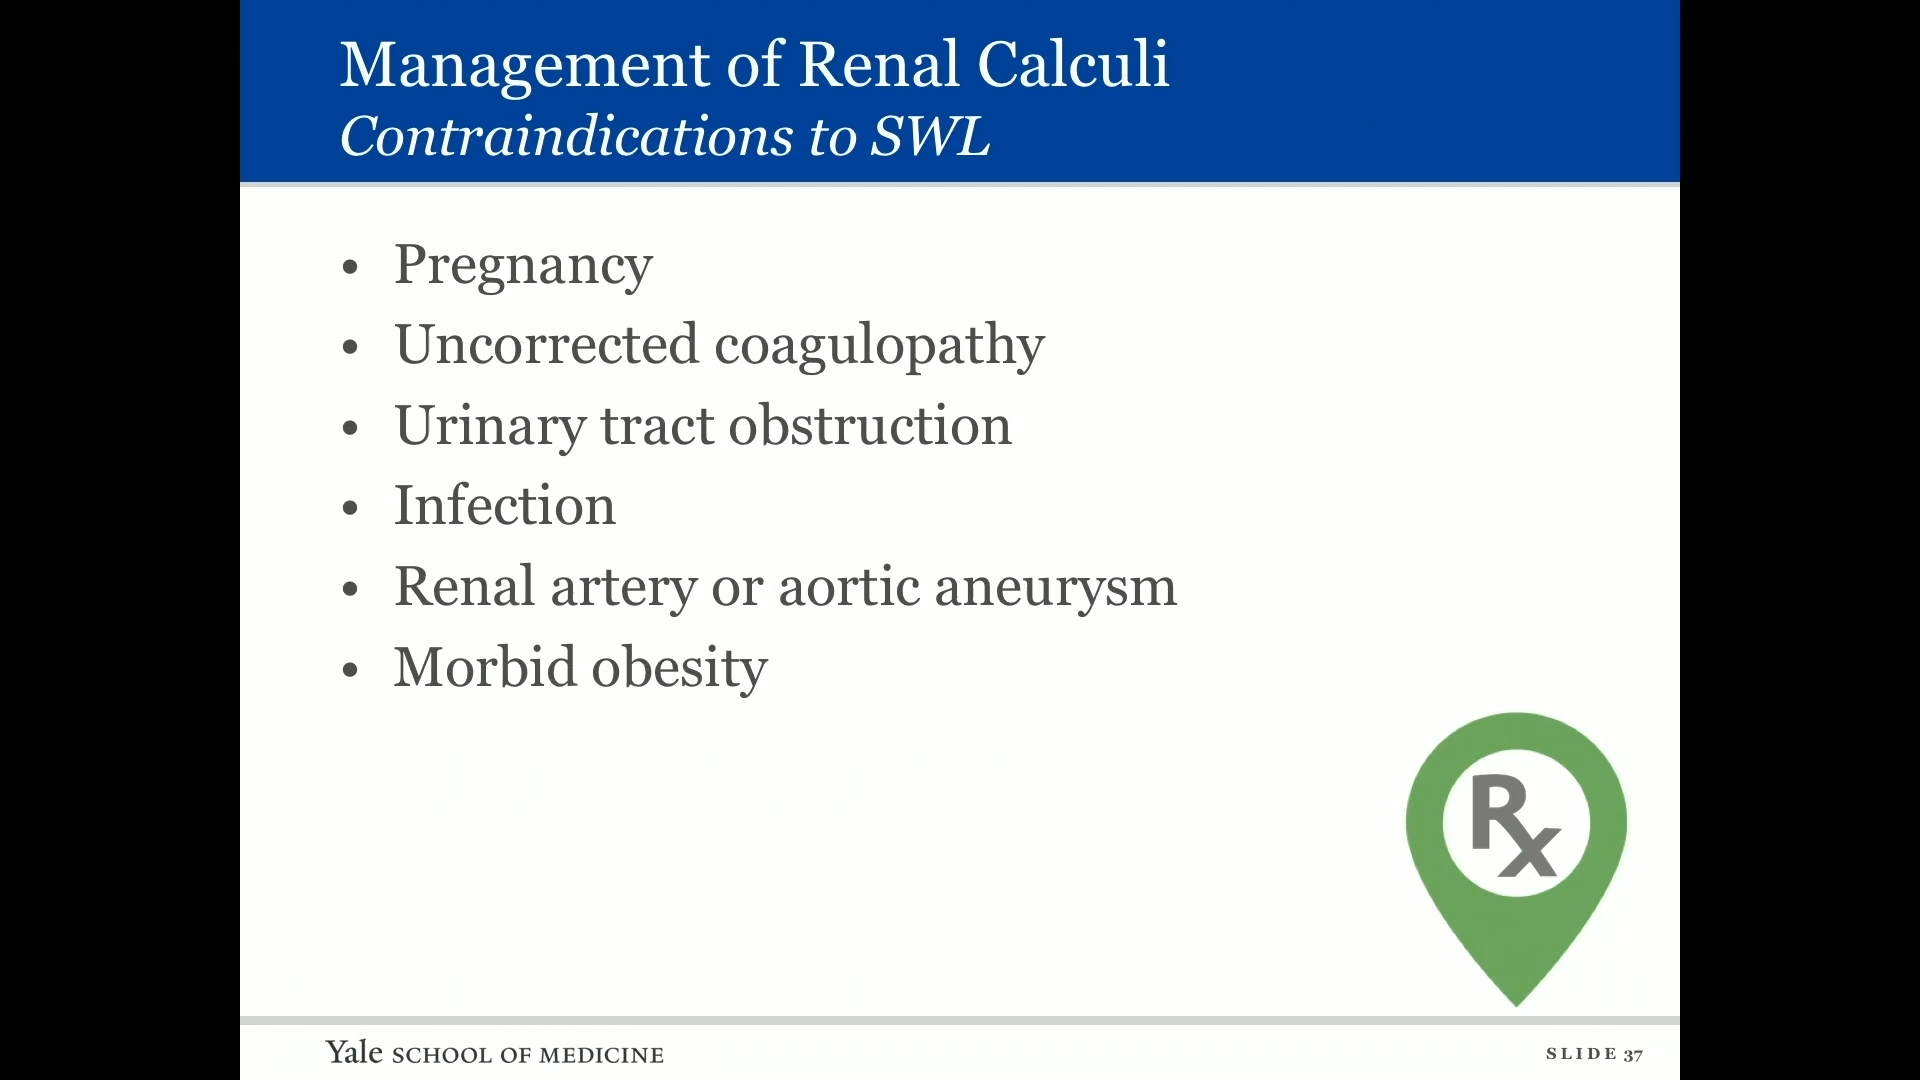 Management of Renal Calculi
Contraindications to SWL
• Pregnancy
• Uncorrected coagulopathy
• Urinary tract obstruction
• Infection
• Renal artery or aortic aneurysm
• Morbid obesity
Rx
Yale SCHOOL OF MEDICINE
SLIDE 37